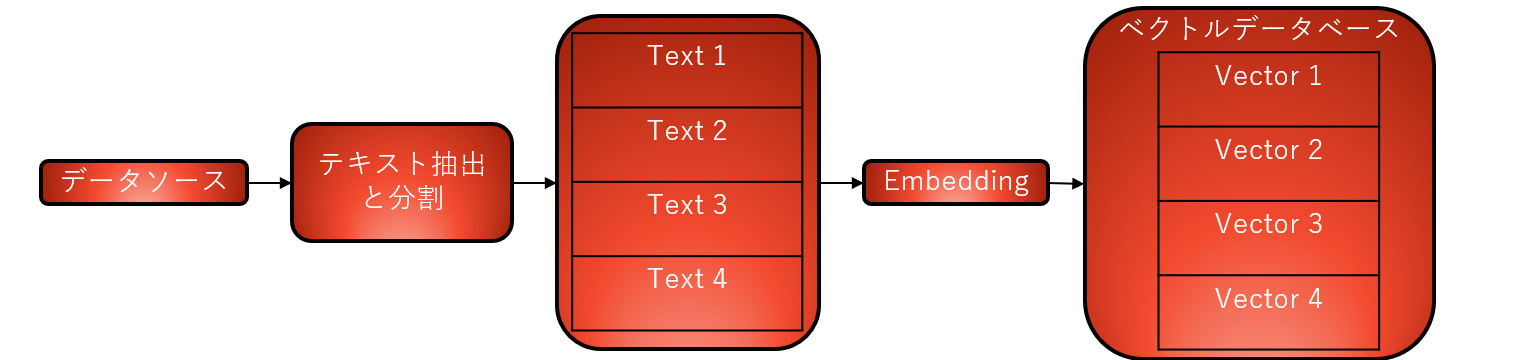 データソース
テキスト抽出
と分割
Text 1
Text 2
Text 3
Text 4
Embedding
ベクトルデータベース
Vector 1
Vector 2
Vector 3
Vector 4